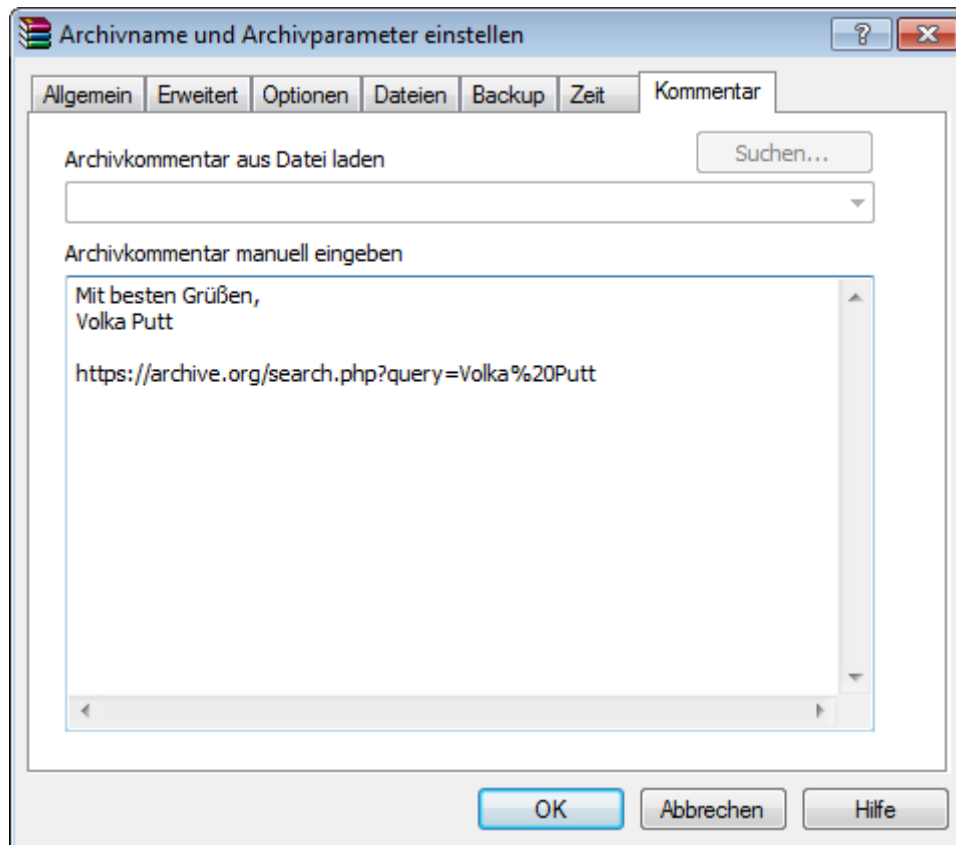 Archivname und Archivparameter einstellen
Allgemein Erweitert Optionen Dateien Backup Zeit Kommentar
Archivkommentar aus Datei laden
Suchen...
Archivkommentar manuell eingeben
Mit besten Grüßen,
Volka Putt
https://archive.org/search.php?query=Volka%20Putt
OK Abbrechen Hilfe